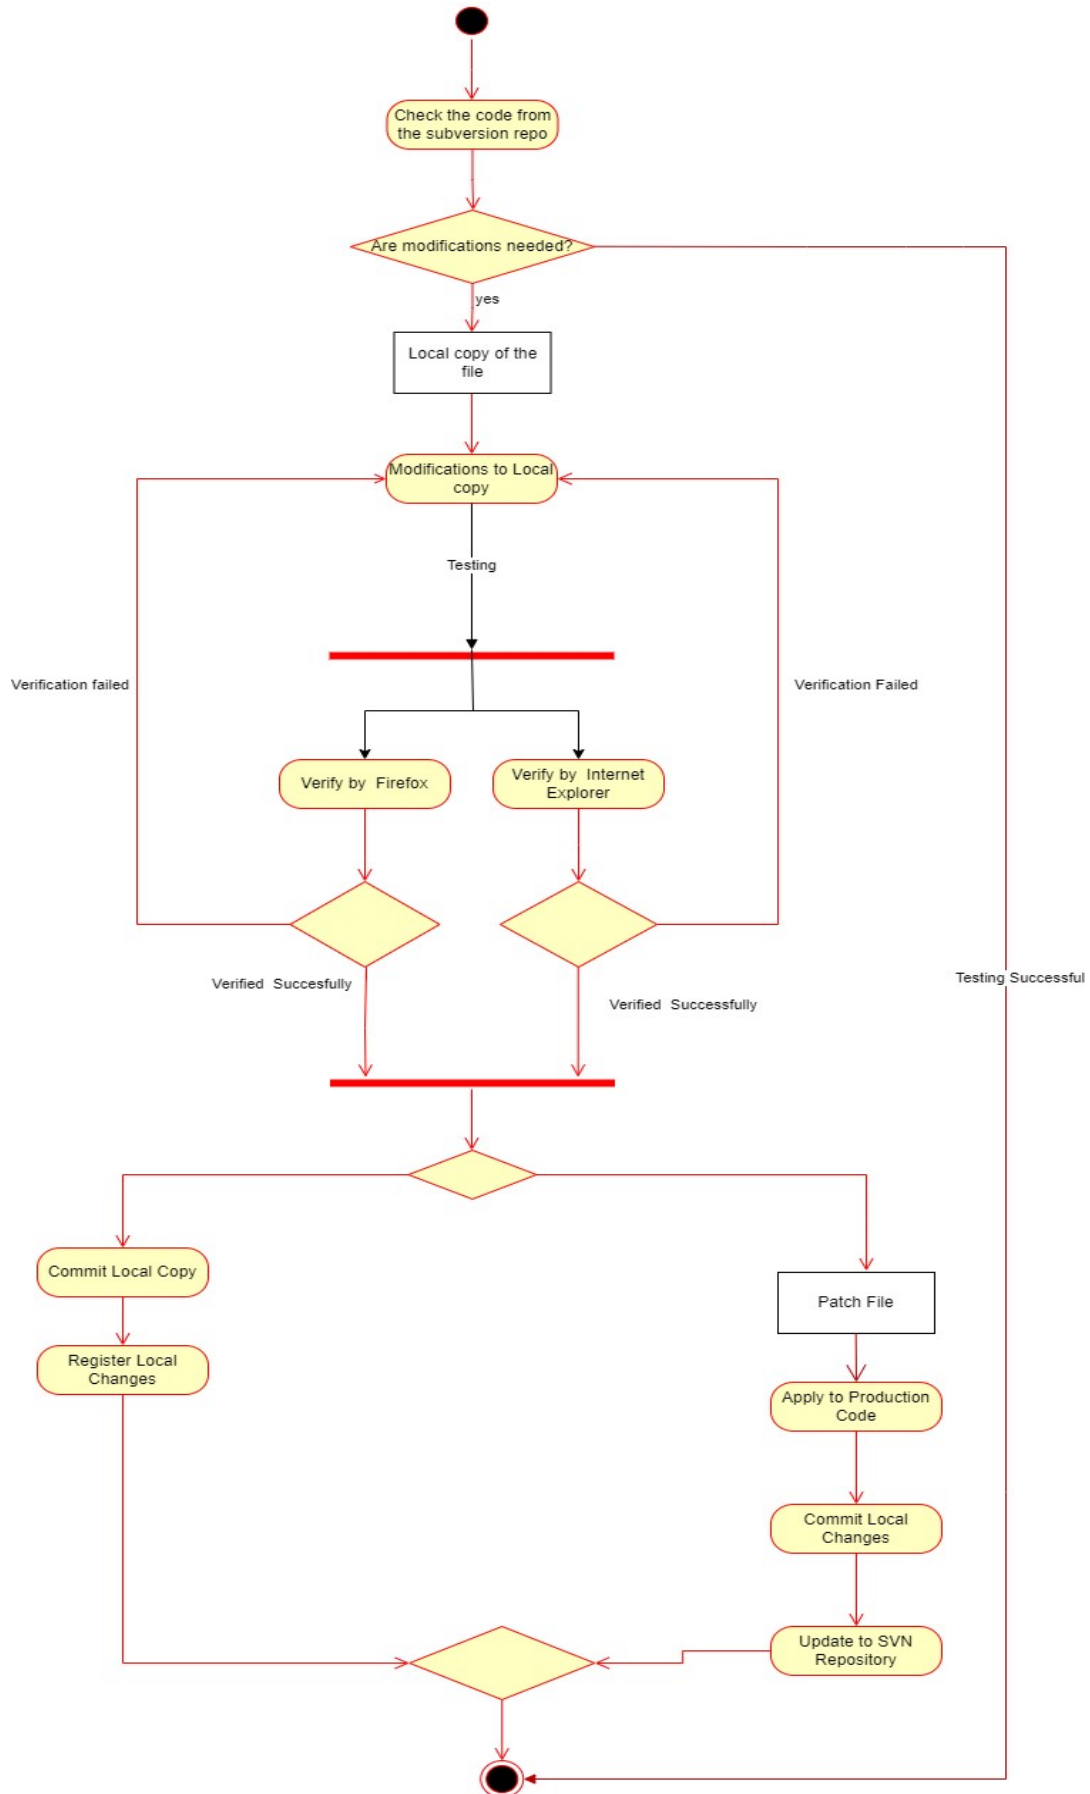 Check the code from
the subversion repo
Are modifications needed?
yes
Local copy of the
file
Modifications to Local
copy
Testing
Verification failed
Verification Failed
Verify by Firefox
Verify by Internet
Explorer
Verified Succesfully
Verified Successfully
Testing Successful
Commit Local Copy
Patch File
Register Local
Changes
Apply to Production
Code
Commit Local
Changes
Update to SVN
Repository